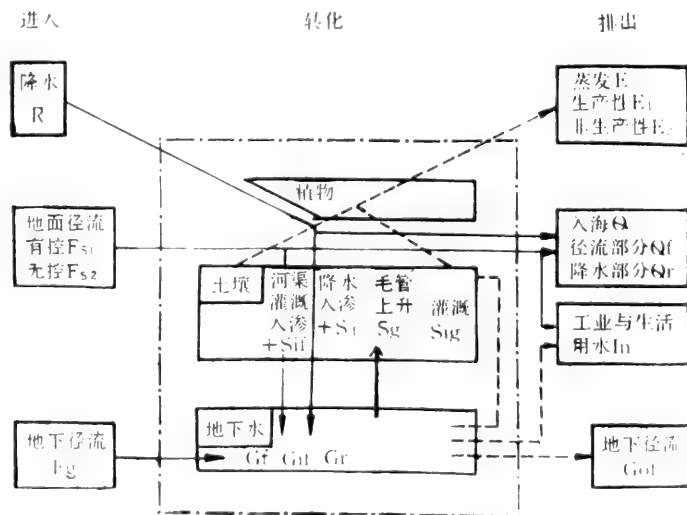 进入
转化
排出
降水
R
蒸发E
生产性E₁
非生产性E₂
植物
地面径流
有控Fs1
无控Fs2
入海Q
径流部分Qf
降水部分Qr
土壤
河渠
灌溉
入渗
+Sif
降水
入渗
+Si
毛管
上升
Sg
灌溉
Sig
工业与生活
用水In
地下水
Gf Gif Gr
地下径流
Fg
地下径流
Got